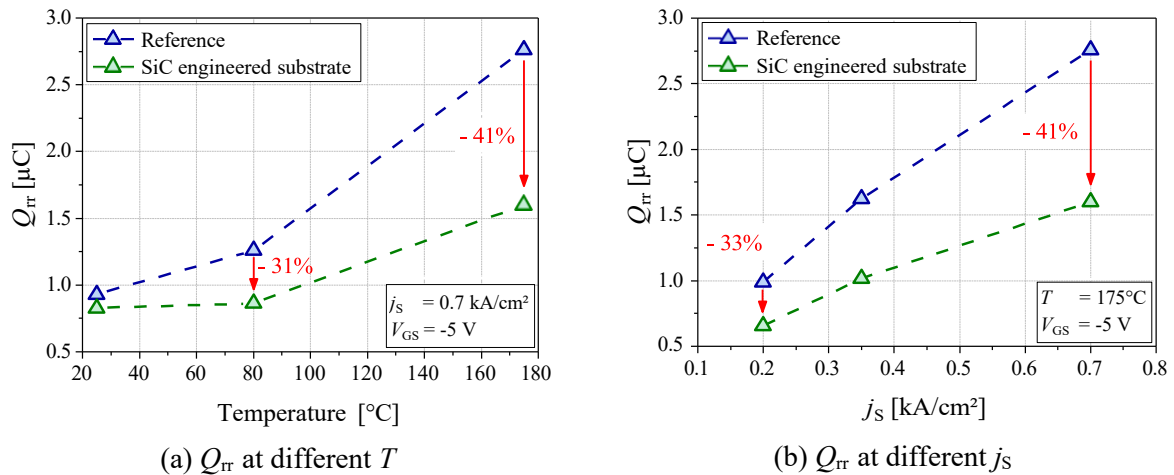 Reference
SiC engineered substrate
3.0
2.5
2.0
1.5
1.0
0.5
Qrr [µC]
- 41%
- 31%
jS = 0.7 kA/cm²
VGS = -5 V
20 40 60 80 100 120 140 160 180
Temperature [°C]
(a) Qrr at different T
Reference
SiC engineered substrate
3.0
2.5
2.0
1.5
1.0
0.5
Qrr [µC]
- 41%
- 33%
T = 175°C
VGS = -5 V
0.1 0.2 0.3 0.4 0.5 0.6 0.7 0.8
jS [kA/cm²]
(b) Qrr at different jS